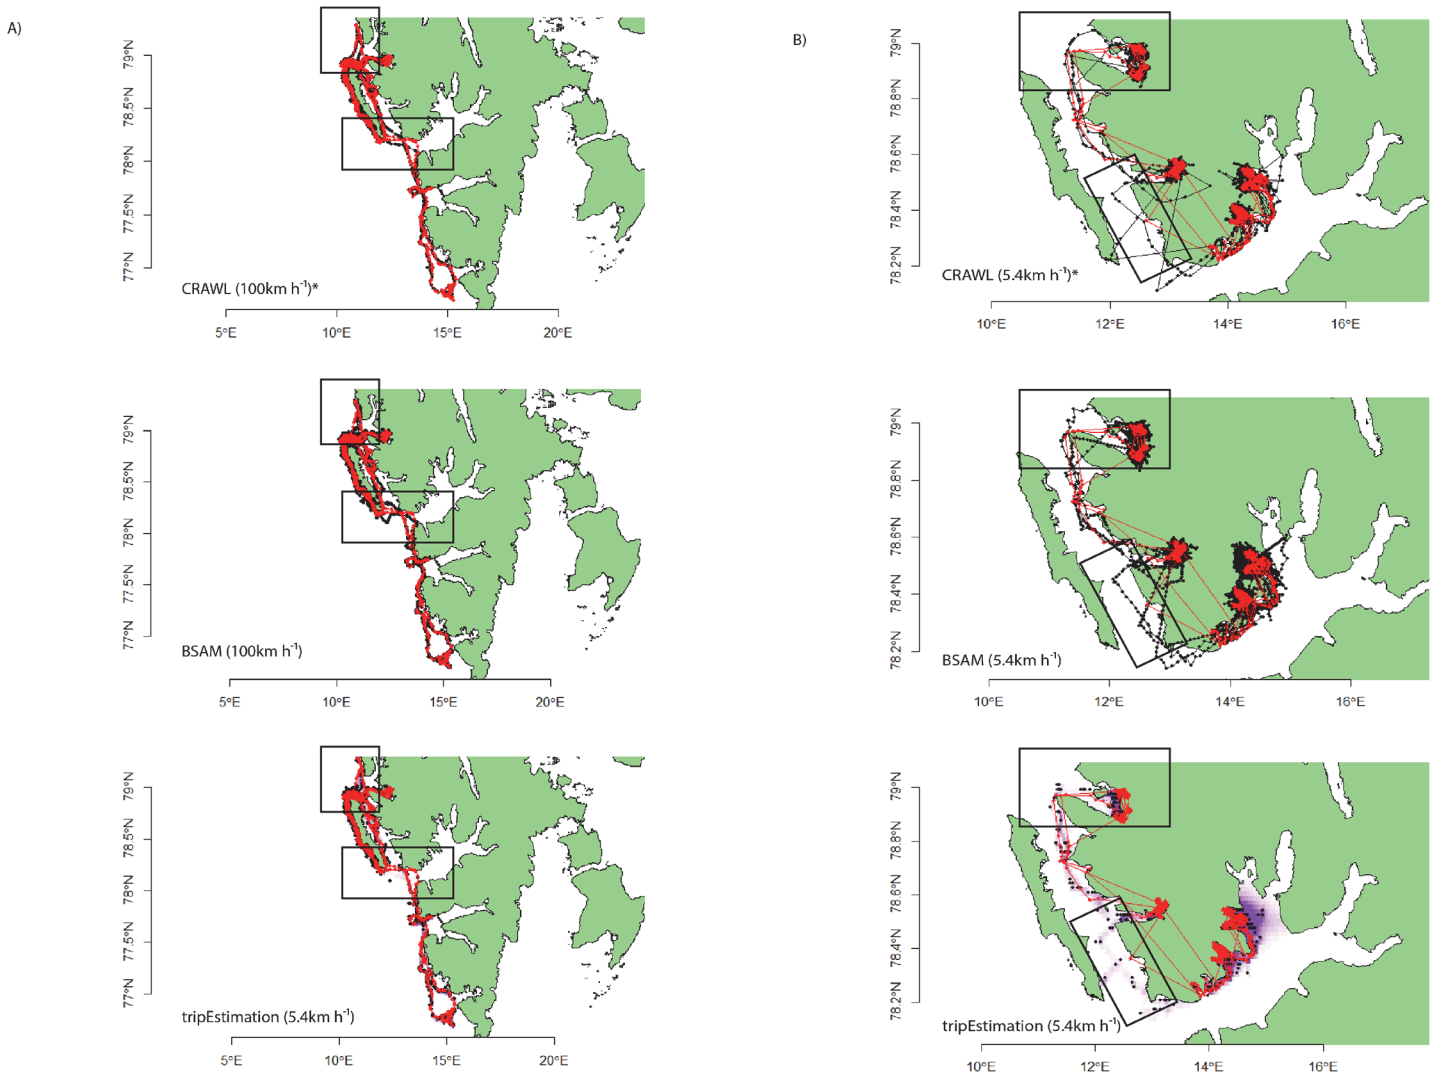 A)
79°N
78.5°N
78°N
77.5°N
77°N
CRAWL (100km h⁻¹)*
5°E 10°E 15°E 20°E
B)
79°N
78.8°N
78.6°N
78.4°N
78.2°N
CRAWL (5.4km h⁻¹)*
10°E 12°E 14°E 16°E
79°N
78.5°N
78°N
77.5°N
77°N
BSAM (100km h⁻¹)
5°E 10°E 15°E 20°E
79°N
78.8°N
78.6°N
78.4°N
78.2°N
BSAM (5.4km h⁻¹)
10°E 12°E 14°E 16°E
79°N
78.5°N
78°N
77.5°N
77°N
tripEstimation (5.4km h⁻¹)
5°E 10°E 15°E 20°E
79°N
78.8°N
78.6°N
78.4°N
78.2°N
tripEstimation (5.4km h⁻¹)
10°E 12°E 14°E 16°E